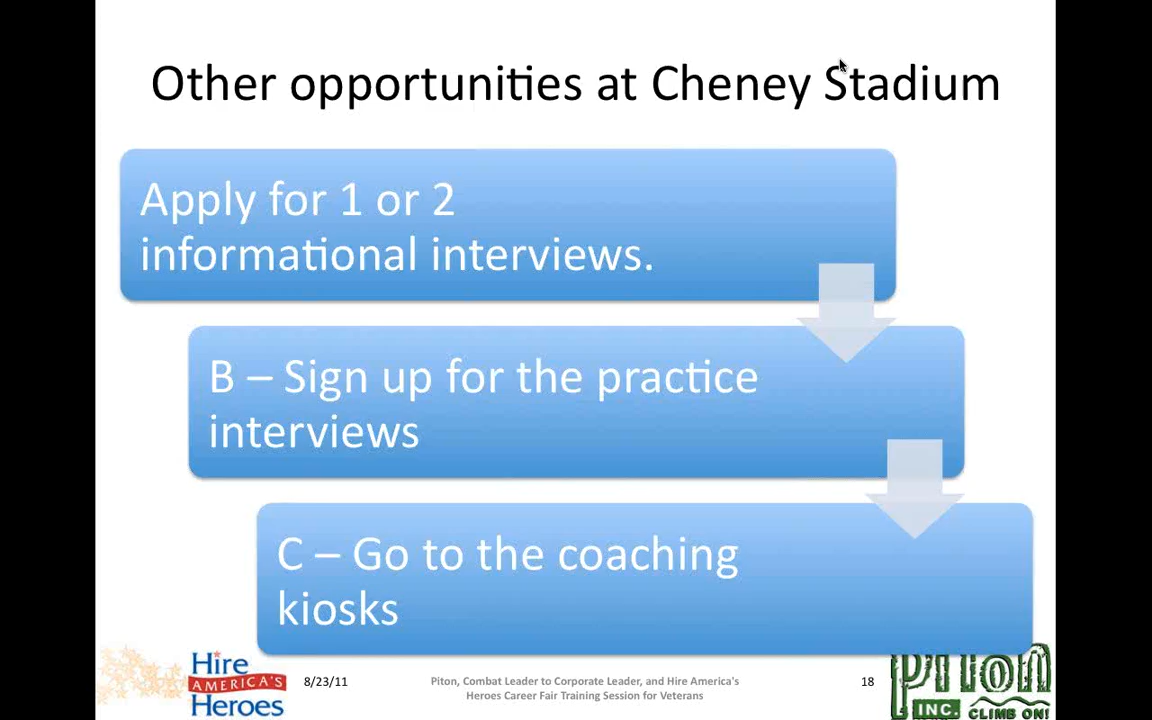 Other opportunities at Cheney Stadium
Apply for 1 or 2
informational interviews.
B – Sign up for the practice
interviews
C – Go to the coaching
kiosks
Hire
AMERICA'S
Heroes
8/23/11
Piton, Combat Leader to Corporate Leader, and Hire America's
Heroes Career Fair Training Session for Veterans
18
Piton
INC. CLIMB ON!